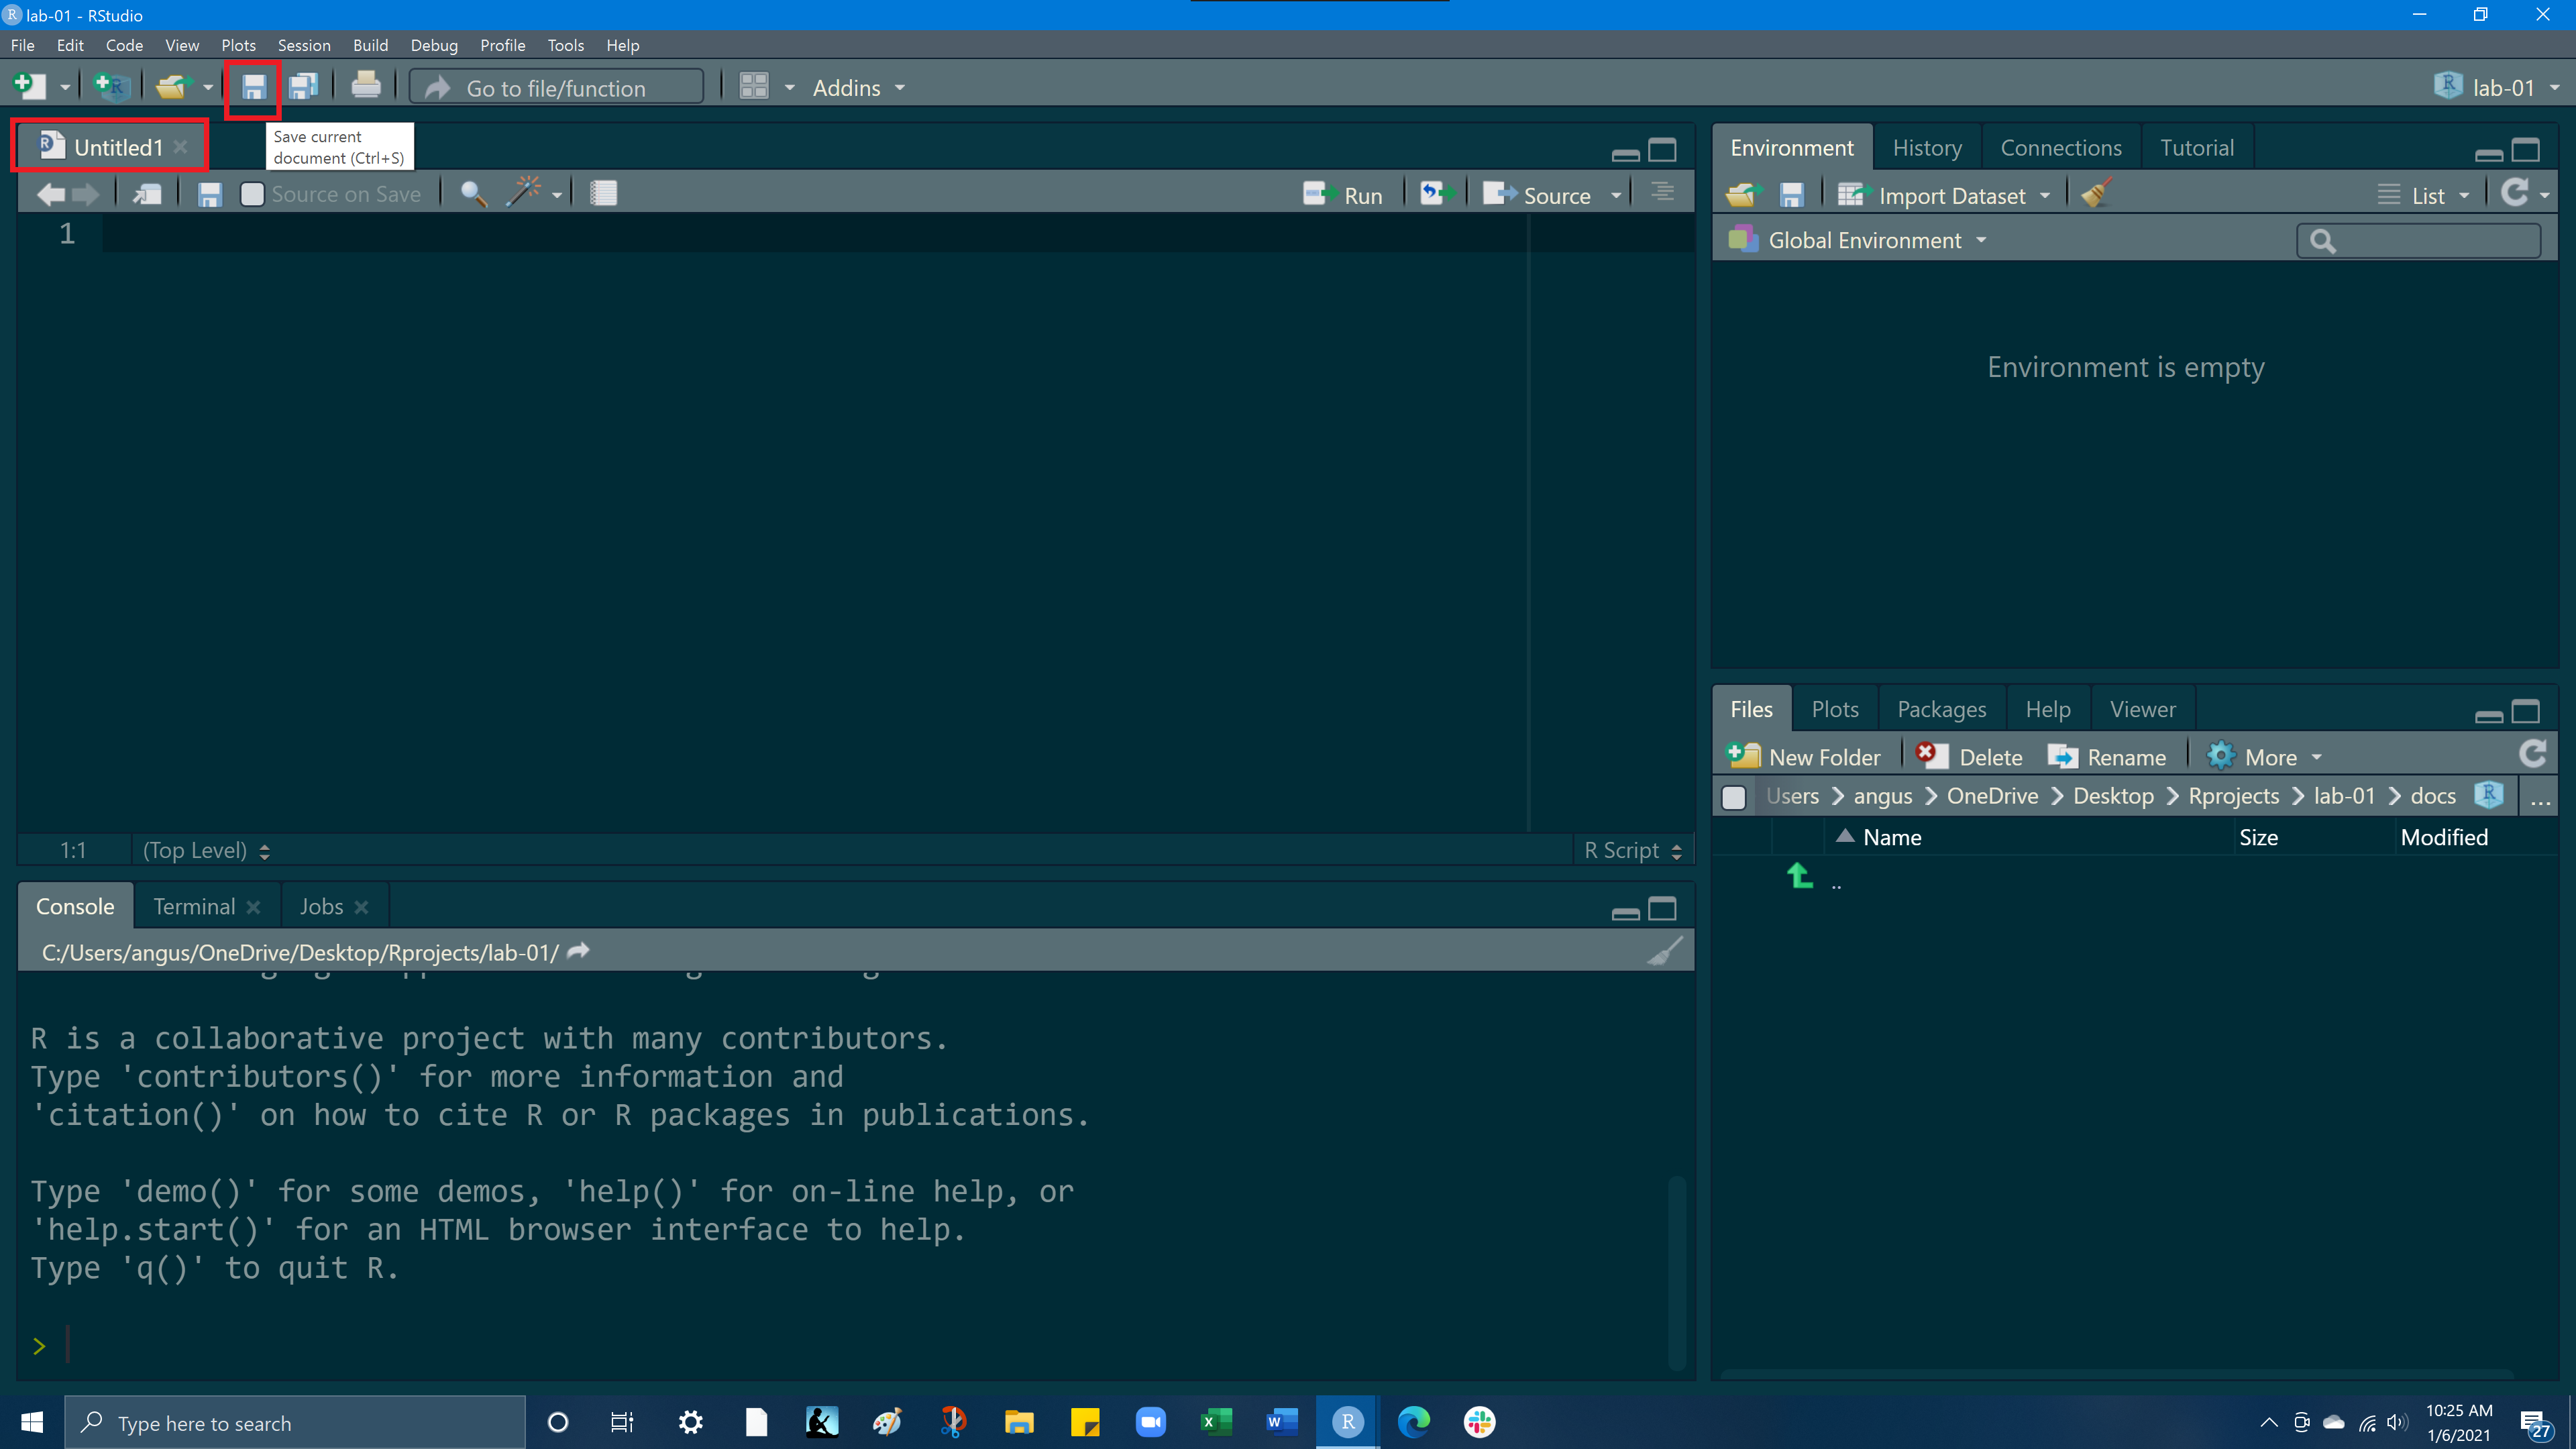 lab-01 - RStudio
File Edit Code View Plots Session Build Debug Profile Tools Help
Go to file/function Addins lab-01
Untitled1
Save current
document (Ctrl+S)
Source on Save Run Source
1
1:1 (Top Level) R Script
Console Terminal Jobs
C:/Users/angus/OneDrive/Desktop/Rprojects/lab-01/
R is a collaborative project with many contributors.
Type 'contributors()' for more information and
'citation()' on how to cite R or R packages in publications.
Type 'demo()' for some demos, 'help()' for on-line help, or
'help.start()' for an HTML browser interface to help.
Type 'q()' to quit R.
>
Environment History Connections Tutorial
Import Dataset List
Global Environment
Environment is empty
Files Plots Packages Help Viewer
New Folder Delete Rename More
Users > angus > OneDrive > Desktop > Rprojects > lab-01 > docs ...
Name Size Modified
..
Type here to search
10:25 AM
1/6/2021
27